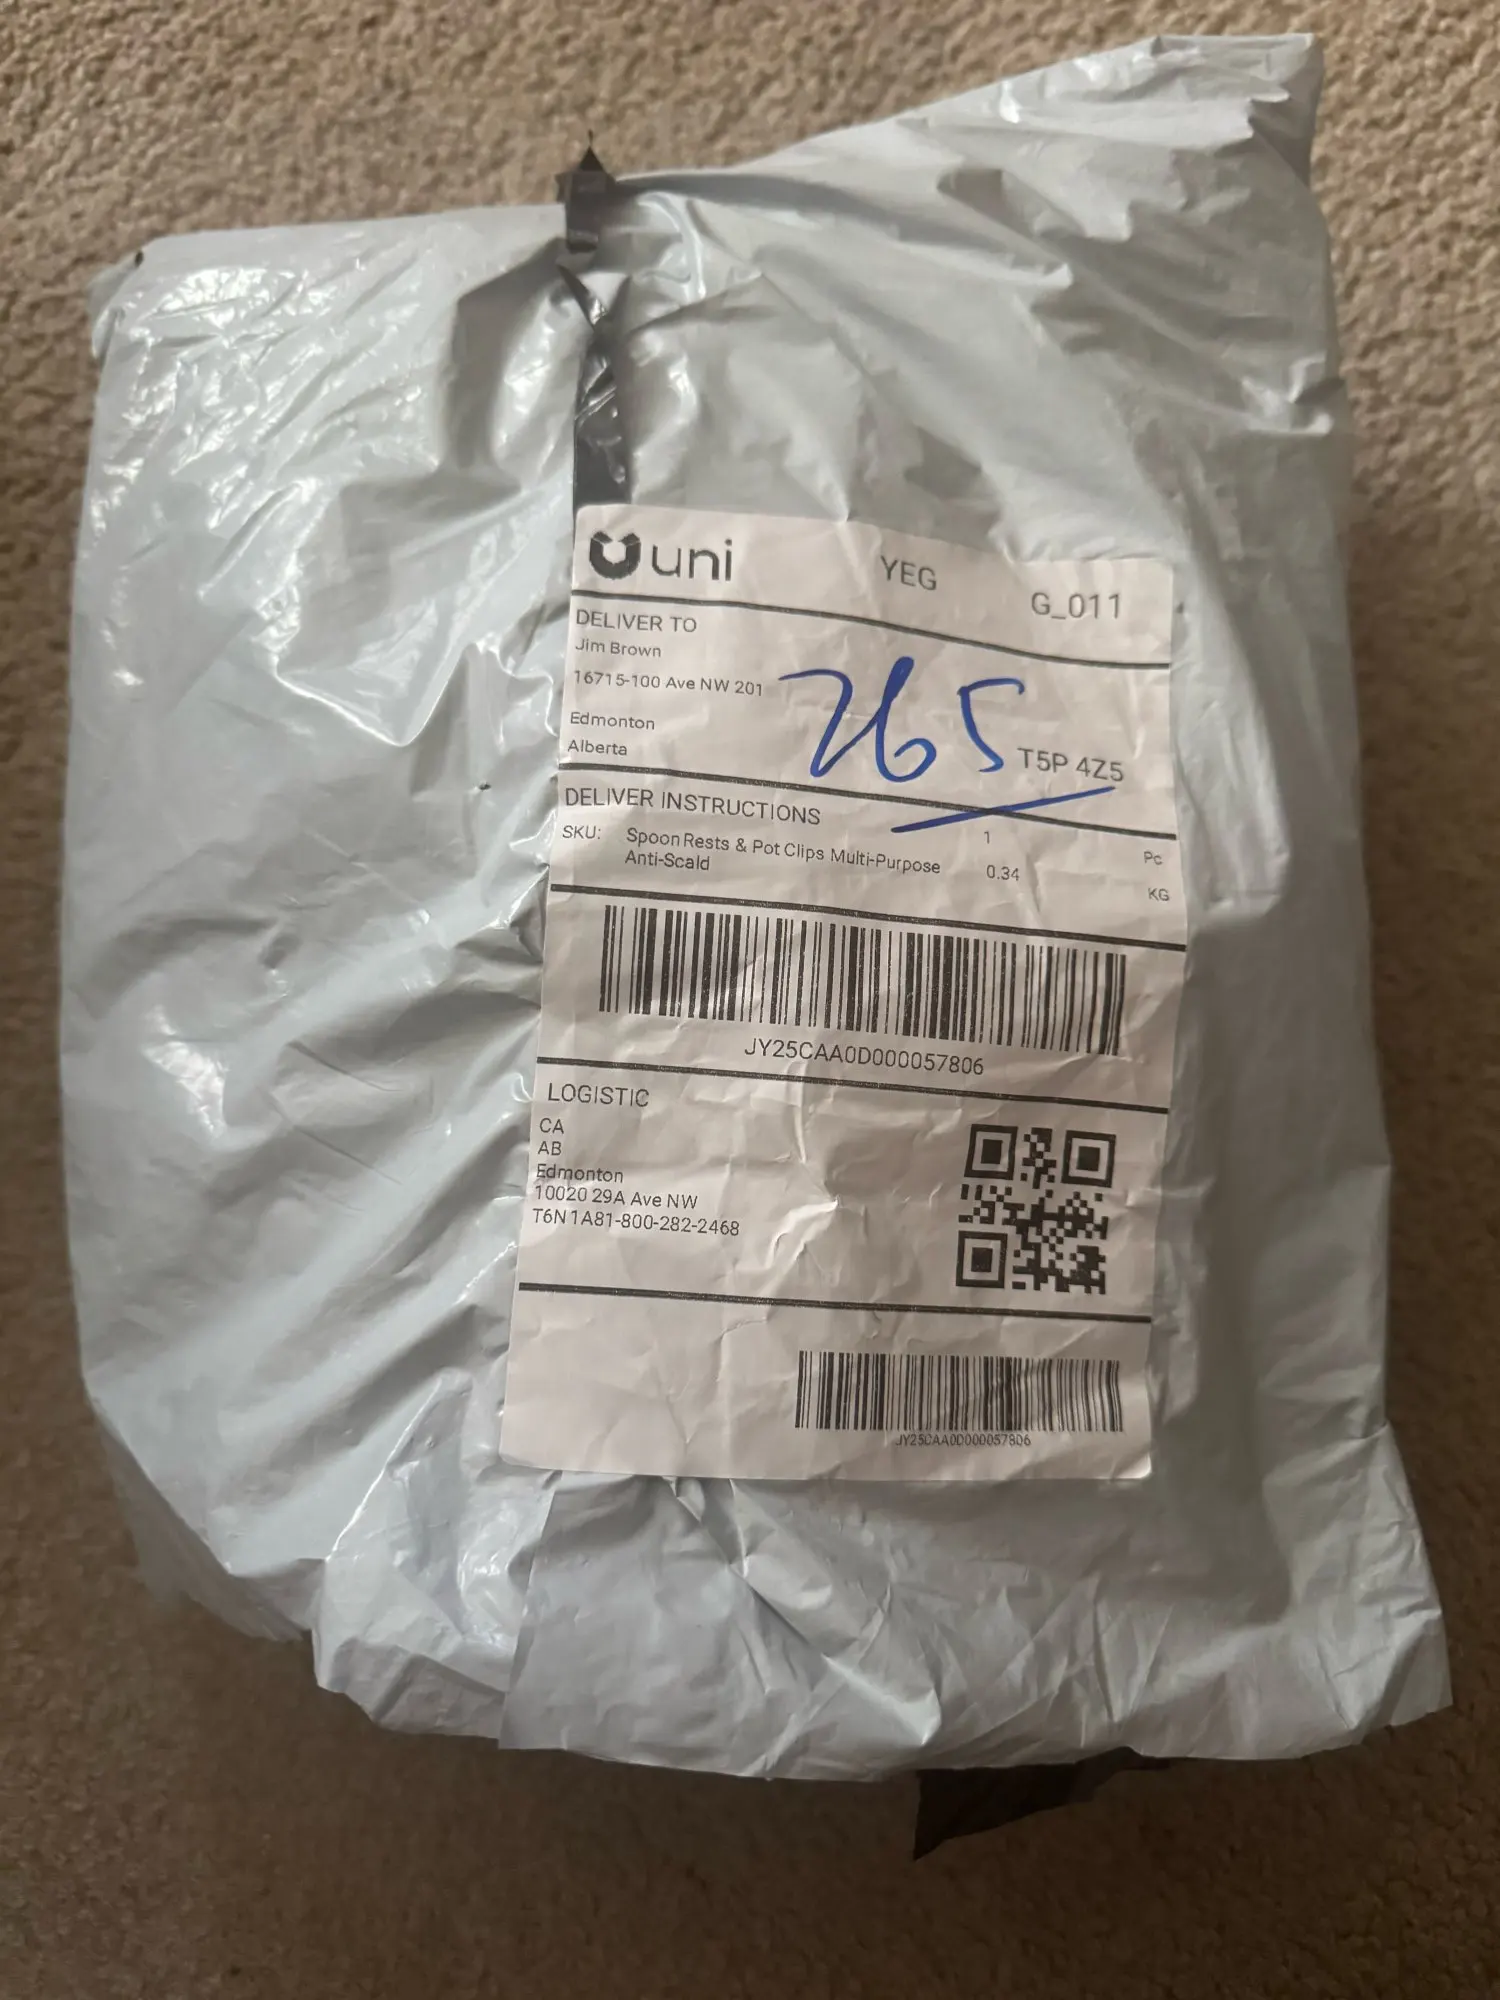 uni YEG G_011
DELIVER TO
Jim Brown
16715-100 Ave NW 201
265
Edmonton
Alberta
T5P 4Z5
DELIVER INSTRUCTIONS
SKU: Spoon Rests & Pot Clips Multi-Purpose 1 Pc
Anti-Scald 0.34 KG
JY25CAA0D000057806
LOGISTIC
CA
AB
Edmonton
10020 29A Ave NW
T6N1A81-800-282-2468
JY25CAA0D000057806